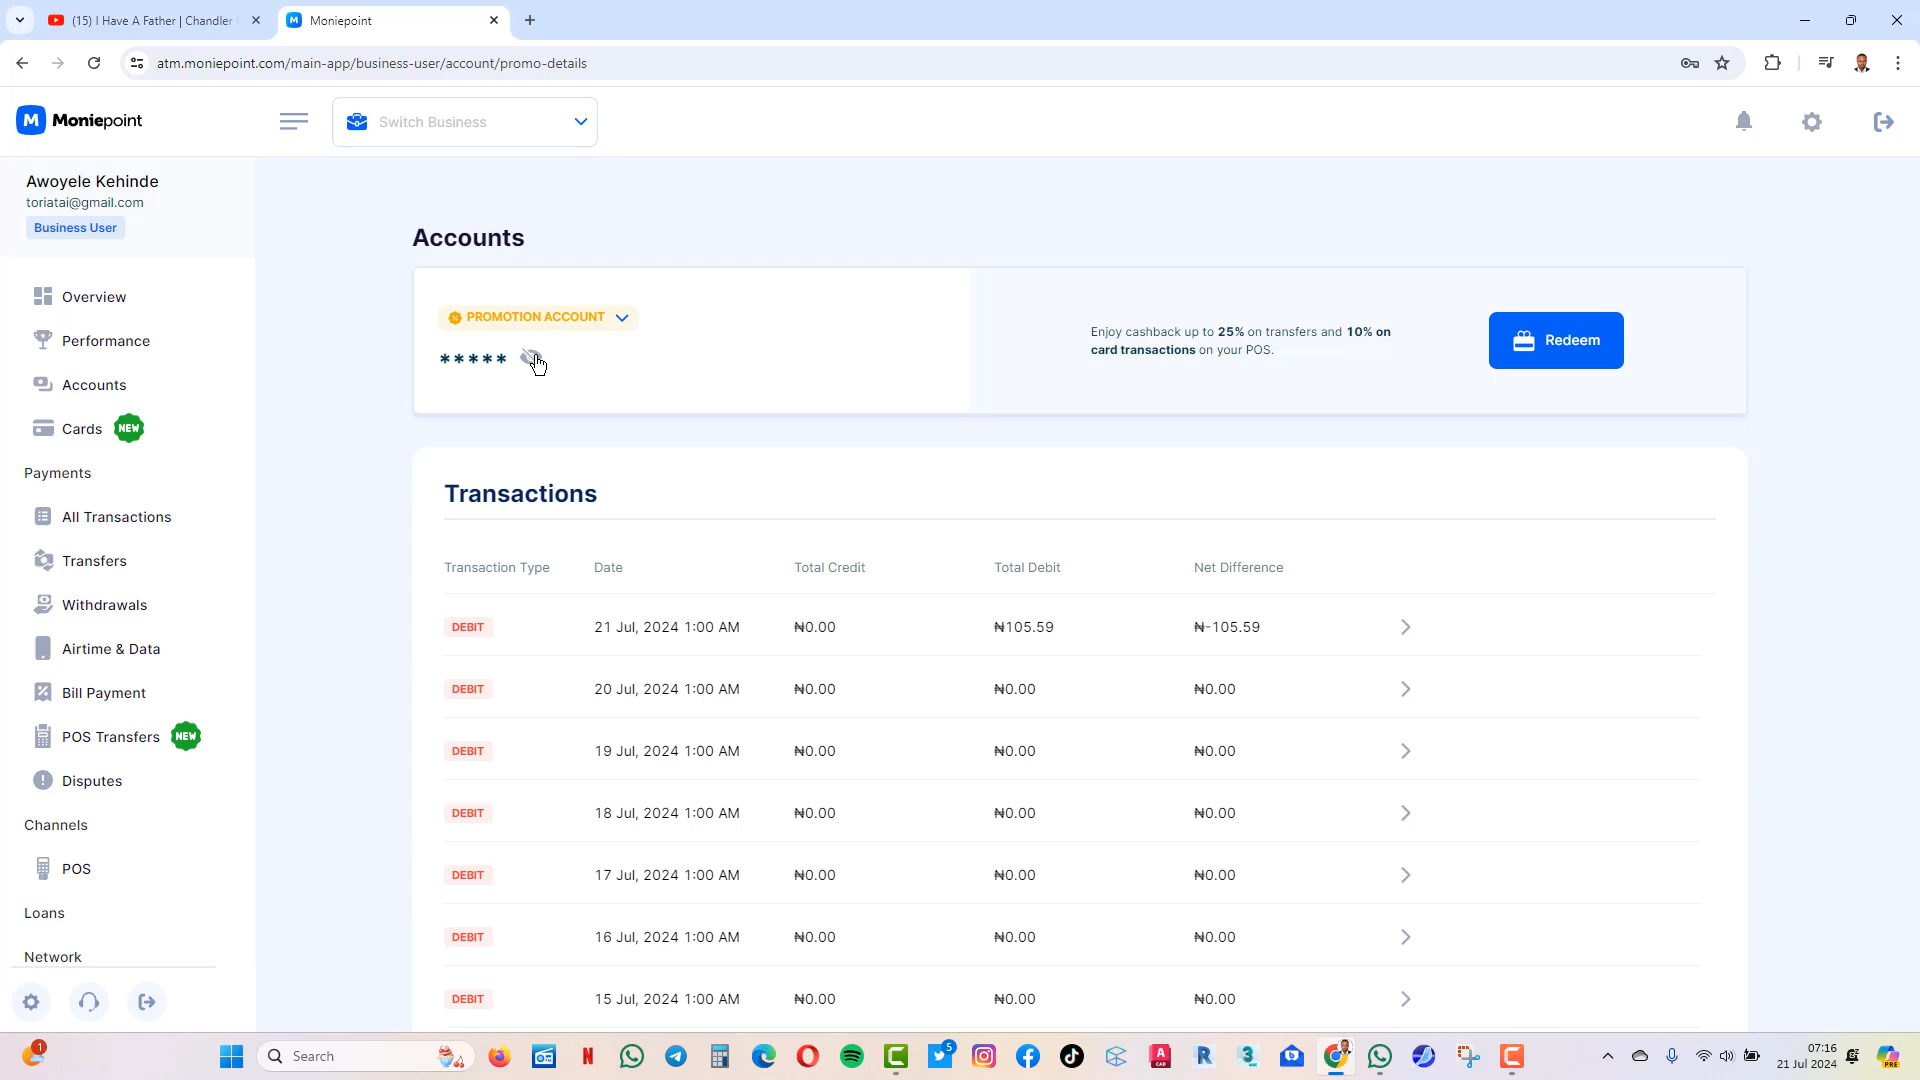 (15) I Have A Father | Chandler
Moniepoint
atm.moniepoint.com/main-app/business-user/account/promo-details
M Moniepoint
Switch Business
Awoyele Kehinde
toriatai@gmail.com
Business User
Overview
Performance
Accounts
Cards NEW
Payments
All Transactions
Transfers
Withdrawals
Airtime & Data
Bill Payment
POS Transfers NEW
Disputes
Channels
POS
Loans
Network
Accounts
PROMOTION ACCOUNT
*****
Enjoy cashback up to 25% on transfers and 10% on
card transactions on your POS.
Redeem
Transactions
Transaction Type Date Total Credit Total Debit Net Difference
DEBIT 21 Jul, 2024 1:00 AM ₦0.00 ₦105.59 ₦-105.59
DEBIT 20 Jul, 2024 1:00 AM ₦0.00 ₦0.00 ₦0.00
DEBIT 19 Jul, 2024 1:00 AM ₦0.00 ₦0.00 ₦0.00
DEBIT 18 Jul, 2024 1:00 AM ₦0.00 ₦0.00 ₦0.00
DEBIT 17 Jul, 2024 1:00 AM ₦0.00 ₦0.00 ₦0.00
DEBIT 16 Jul, 2024 1:00 AM ₦0.00 ₦0.00 ₦0.00
DEBIT 15 Jul, 2024 1:00 AM ₦0.00 ₦0.00 ₦0.00
1
Search
5
07:16
21 Jul 2024
PRE